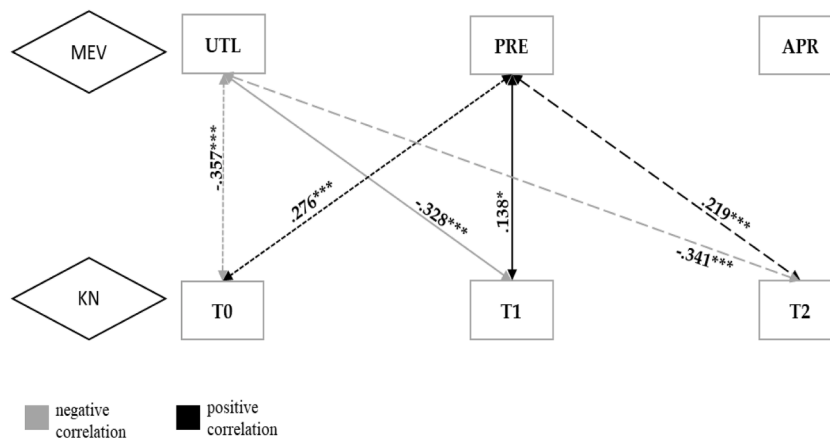 MEV
UTL
PRE
APR
-.357***
.276***
-.328***
.138*
.219***
-.341***
KN
T0
T1
T2
negative
correlation
positive
correlation